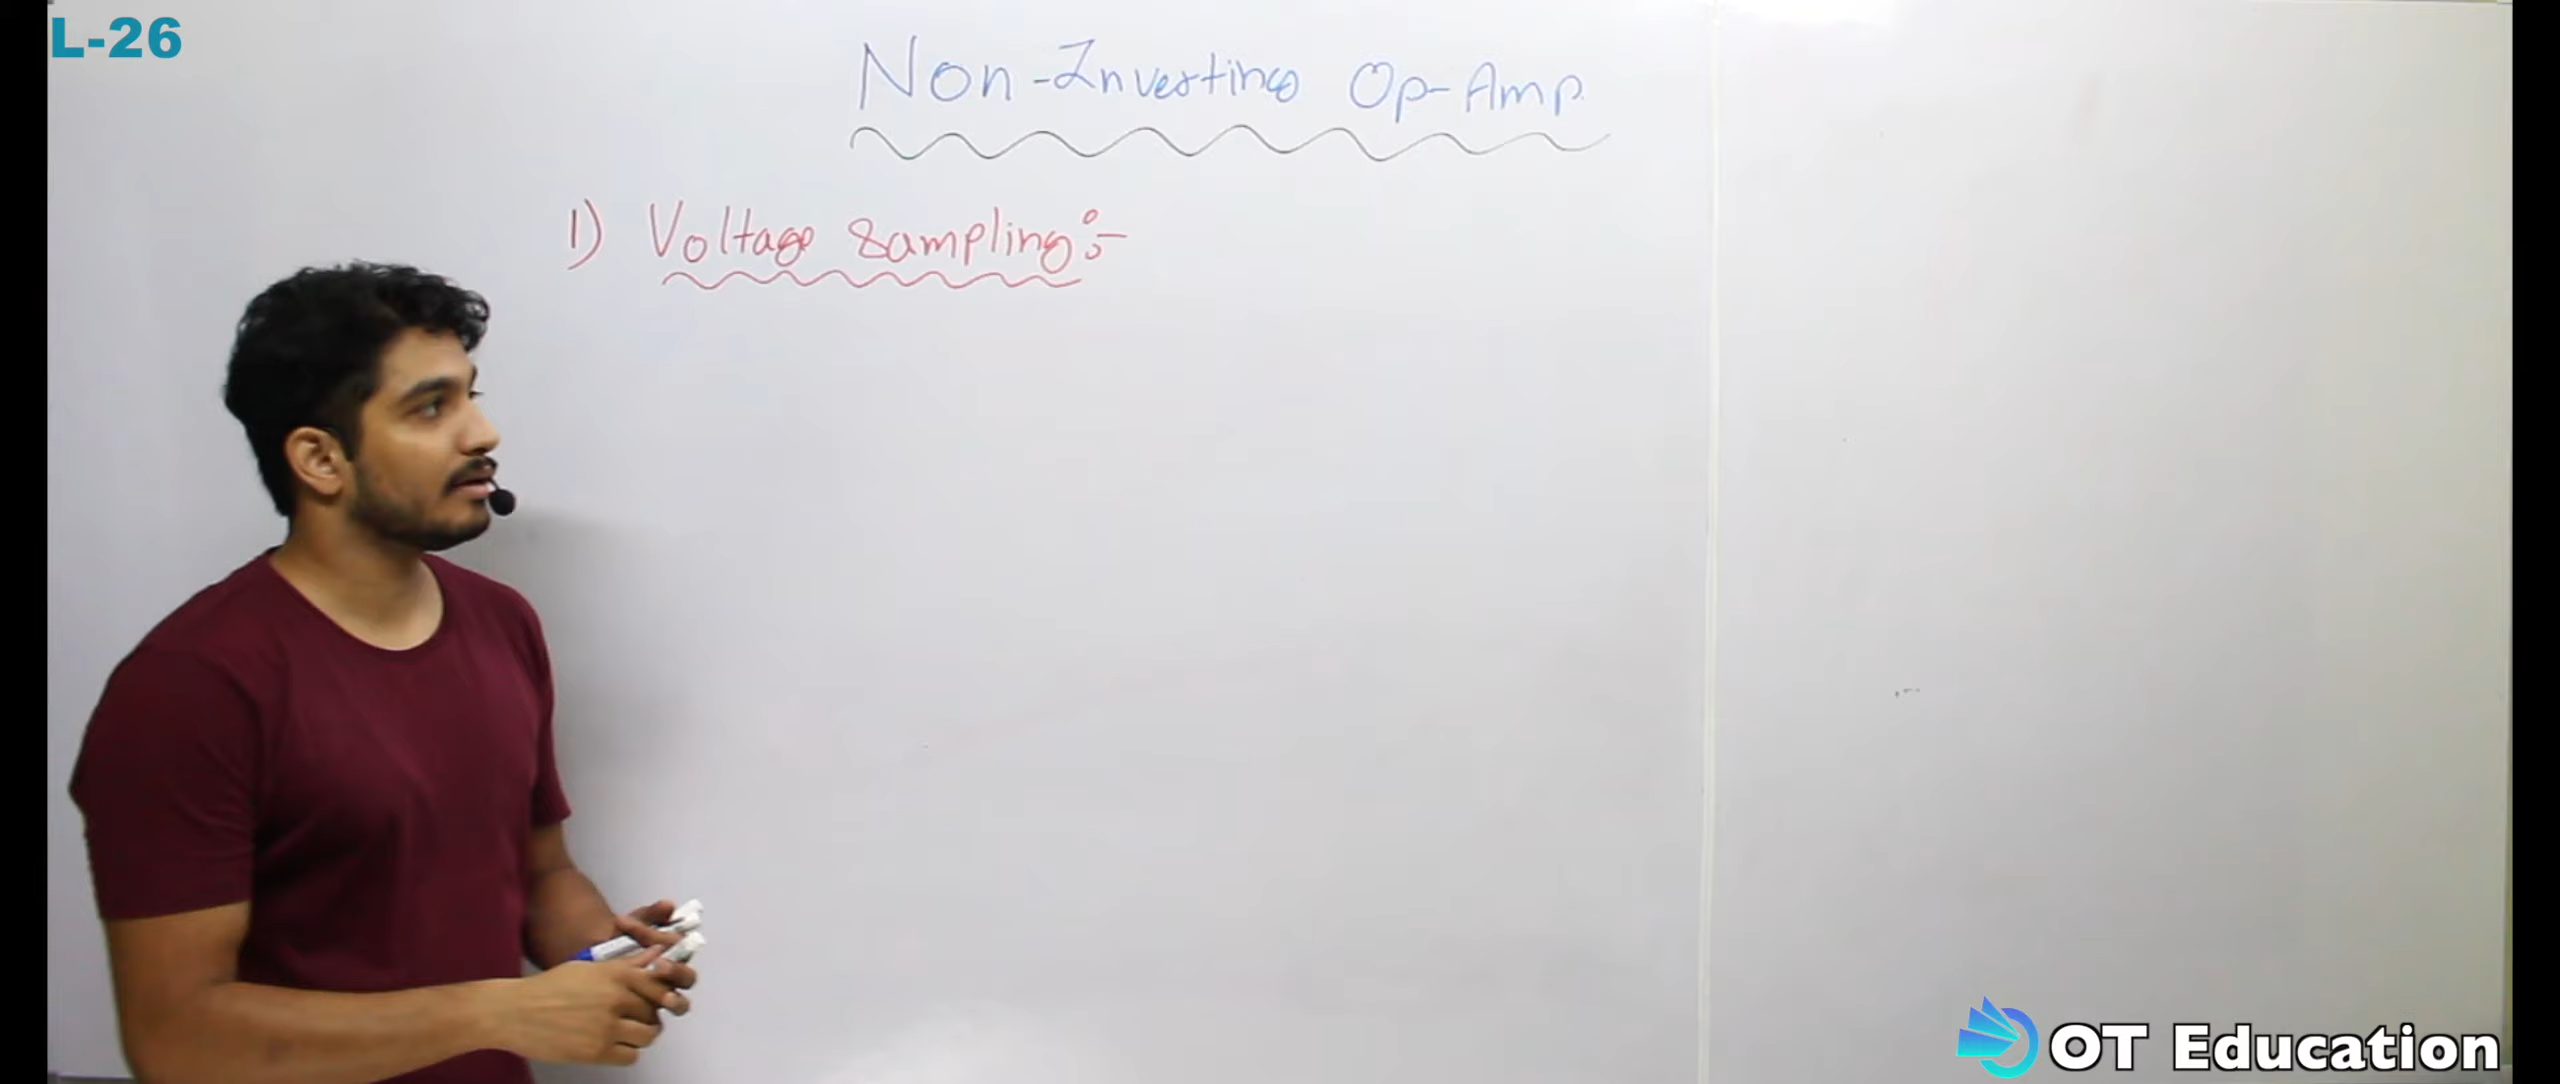 L-26
Non-Inverting Op-Amp
1) Voltage Sampling:-
OT Education